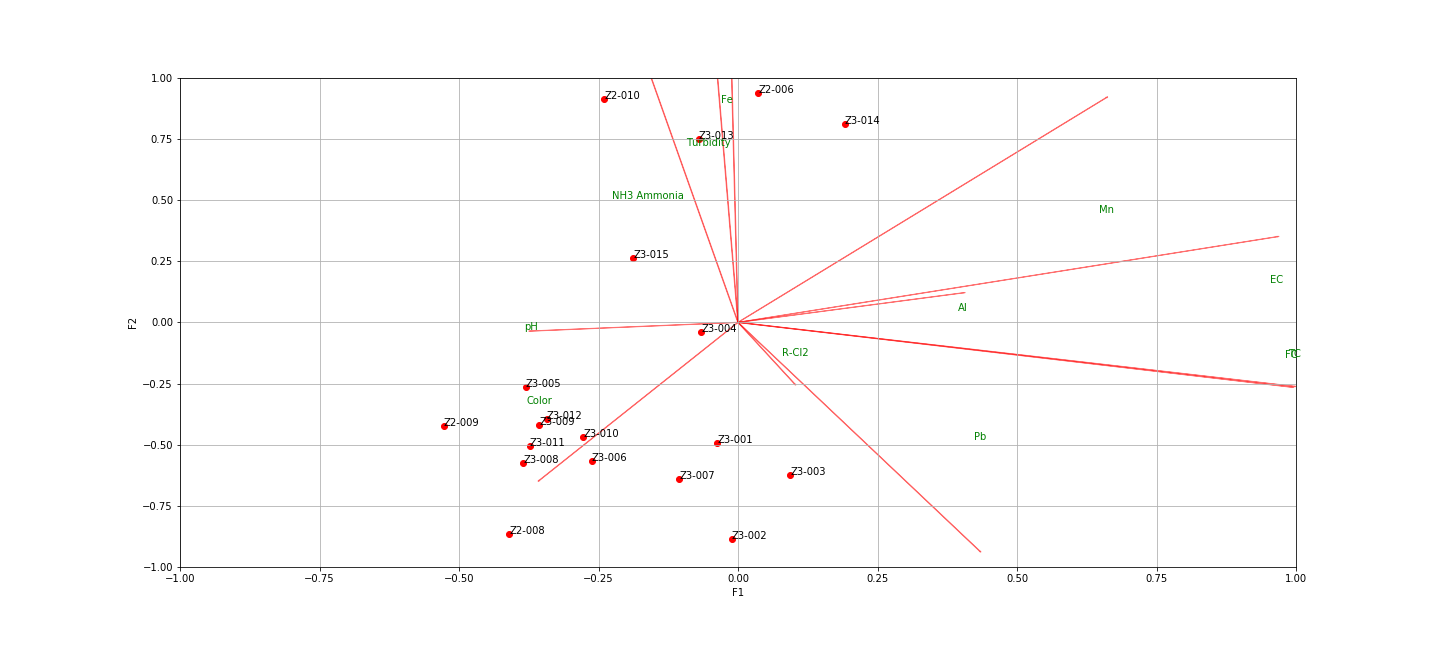 1.00
0.75
0.50
0.25
0.00
−0.25
−0.50
−0.75
−1.00
F2
Z2-010
Z2-006
Fe
Z3-014
Z3-013
Turbidity
NH3 Ammonia
Mn
Z3-015
EC
Al
pH
Z3-004
R-Cl2
FC
TC
Z3-005
Color
Z2-009
Z3-012
Z3-009
Z3-010
Z3-011
Z3-001
Pb
Z3-008
Z3-006
Z3-007
Z3-003
Z2-008
Z3-002
−1.00 −0.75 −0.50 −0.25 0.00 0.25 0.50 0.75 1.00
F1